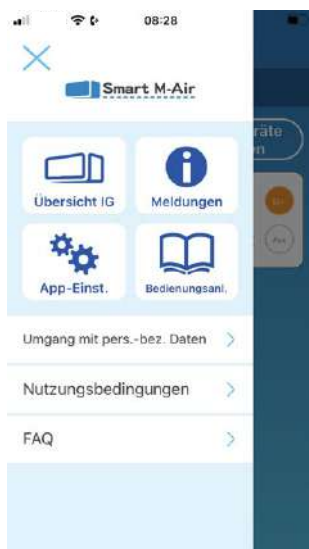 08:28
Smart M-Air
Übersicht IG
Meldungen
App-Einst.
Bedienungsanl.
Umgang mit pers.-bez. Daten
Nutzungsbedingungen
FAQ